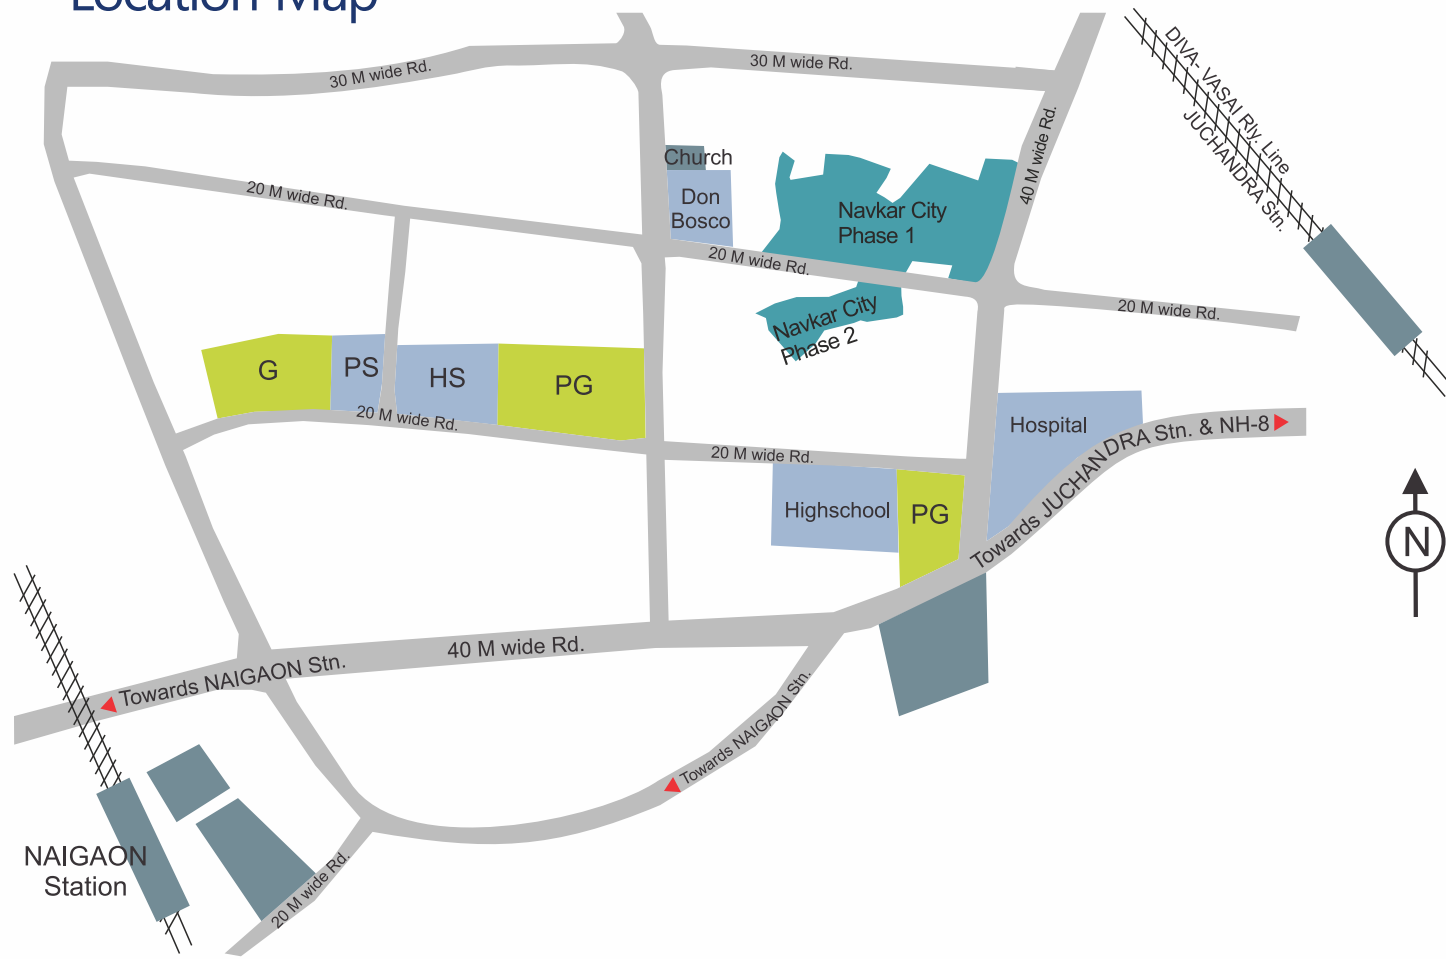 Location Map
30 M wide Rd.
30 M wide Rd.
DIVA- VASAI Rly. Line
JUCHANDRA Stn.
40 M wide Rd.
Church
Don
Bosco
Navkar City
Phase 1
20 M wide Rd.
20 M wide Rd.
Navkar City
Phase 2
20 M wide Rd.
G
PS
HS
PG
20 M wide Rd.
20 M wide Rd.
Hospital
Towards JUCHANDRA Stn. & NH-8
Highschool
PG
N
40 M wide Rd.
Towards NAIGAON Stn.
Towards NAIGAON Stn.
NAIGAON
Station
20 M wide Rd.